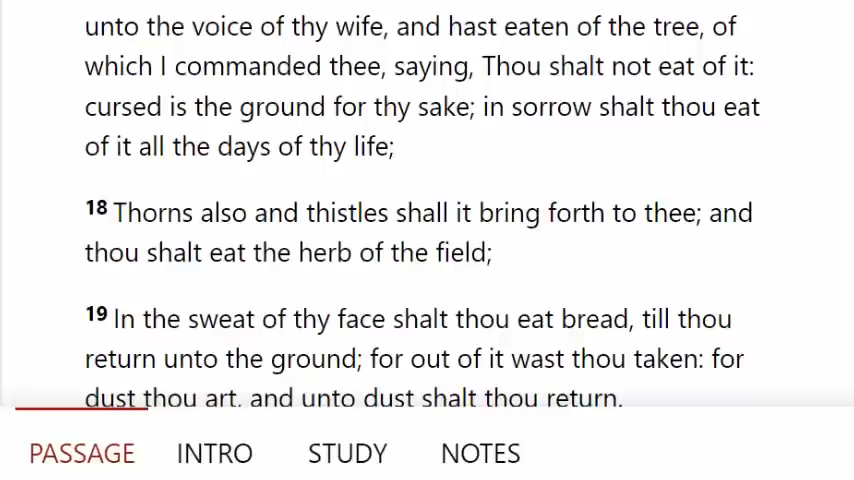 unto the voice of thy wife, and hast eaten of the tree, of
which I commanded thee, saying, Thou shalt not eat of it:
cursed is the ground for thy sake; in sorrow shalt thou eat
of it all the days of thy life;
18 Thorns also and thistles shall it bring forth to thee; and
thou shalt eat the herb of the field;
19 In the sweat of thy face shalt thou eat bread, till thou
return unto the ground; for out of it wast thou taken: for
dust thou art, and unto dust shalt thou return.
PASSAGE INTRO STUDY NOTES